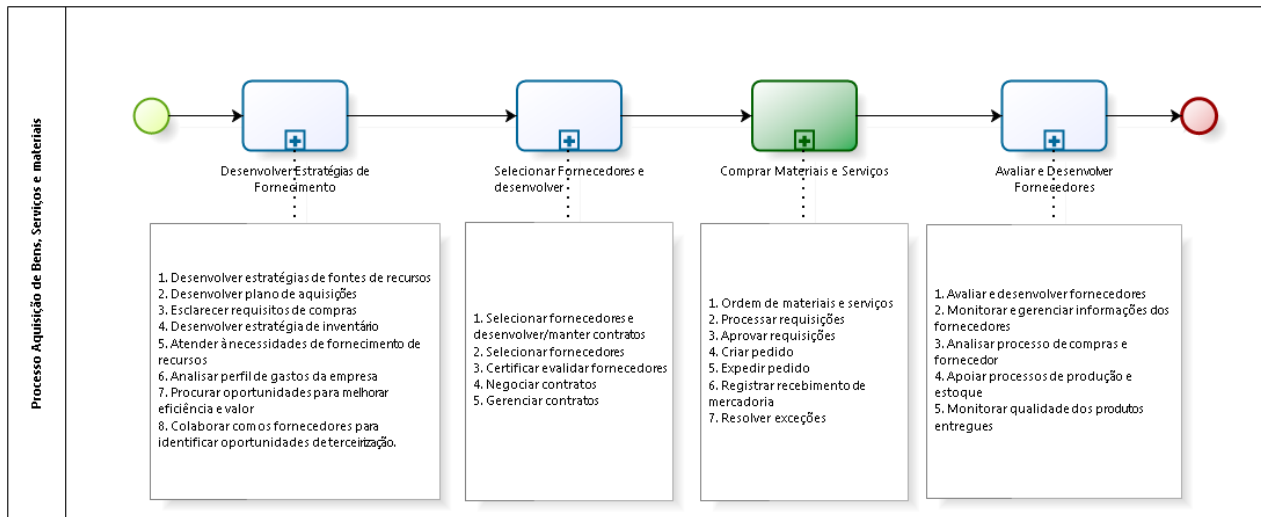 Processo Aquisição de Bens, Serviços e materiais
Desenvolver Estratégias de
Fornecimento
Selecionar Fornecedores e
desenvolver
Comprar Materiais e Serviços
Avaliar e Desenvolver
Fornecedores
1. Desenvolver estratégias de fontes de recursos
2. Desenvolver plano de aquisições
3. Esclarecer requisitos de compras
4. Desenvolver estratégia de inventário
5. Atender à necessidades de fornecimento de
recursos
6. Analisar perfil de gastos da empresa
7. Procurar oportunidades para melhorar
eficiência e valor
8. Colaborar com os fornecedores para
identificar oportunidades de terceirização.
1. Selecionar fornecedores e
desenvolver/manter contratos
2. Selecionar fornecedores
3. Certificar e validar fornecedores
4. Negociar contratos
5. Gerenciar contratos
1. Ordem de materiais e serviços
2. Processar requisições
3. Aprovar requisições
4. Criar pedido
5. Expedir pedido
6. Registrar recebimento de
mercadoria
7. Resolver exceções
1. Avaliar e desenvolver fornecedores
2. Monitorar e gerenciar informações dos
fornecedores
3. Analisar processo de compras e
fornecedor
4. Apoiar processos de produção e
estoque
5. Monitorar qualidade dos produtos
entregues